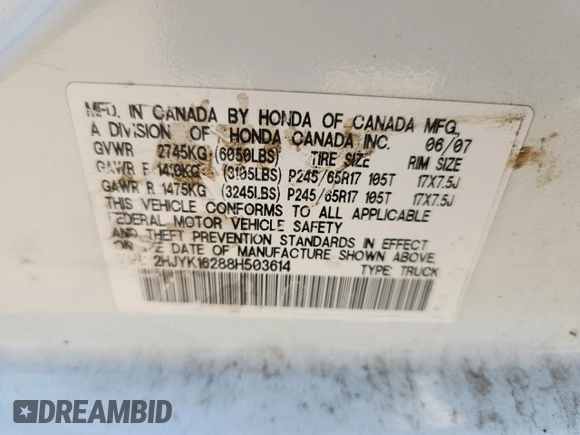 MFD. IN CANADA BY HONDA OF CANADA MFG.,
A DIVISION OF HONDA CANADA INC. 06/07
GVWR 2745KG (6050LBS) TIRE SIZE RIM SIZE
GAWR F 1410KG (3105LBS) P245/65R17 105T 17X7.5J
GAWR R 1475KG (3245LBS) P245/65R17 105T 17X7.5J
THIS VEHICLE CONFORMS TO ALL APPLICABLE
FEDERAL MOTOR VEHICLE SAFETY
AND THEFT PREVENTION STANDARDS IN EFFECT
ON THE DATE OF MANUFACTURE SHOWN ABOVE.
2HJYK16288H503614 TYPE: TRUCK
DREAMBID